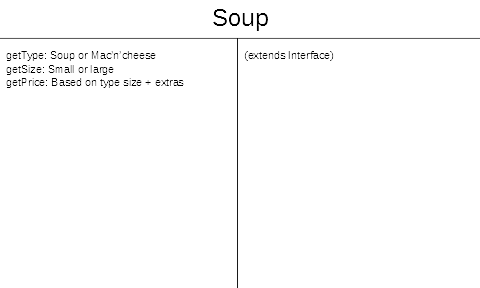 Soup
getType: Soup or Mac'n'cheese
getSize: Small or large
getPrice: Based on type size + extras
(extends Interface)